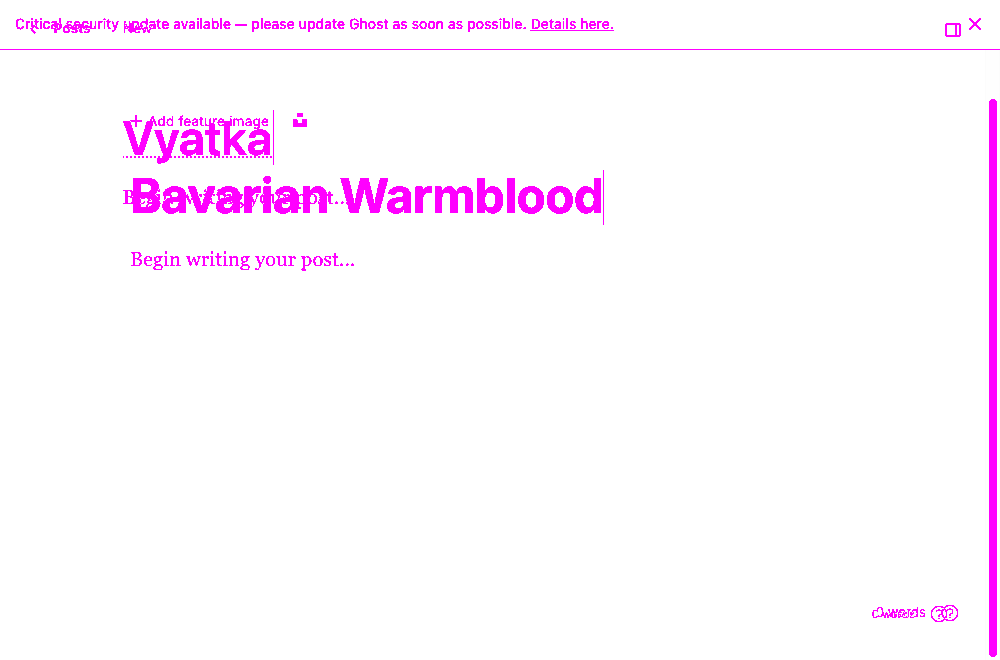 Critical security update available — please update Ghost as soon as possible. Details here.
Posts New
Add feature image
Vyatka
Begin writing your post...
Bavarian Warmblood
Begin writing your post...
0 words